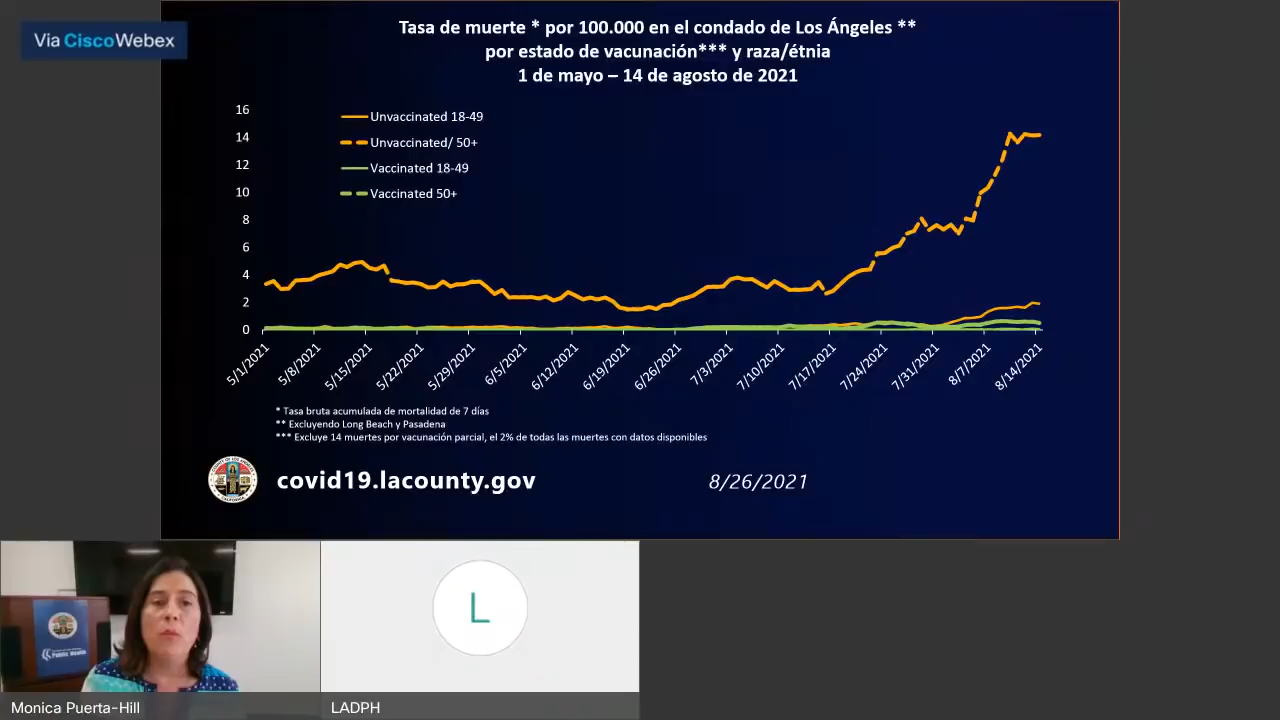 Via Cisco Webex
Tasa de muerte * por 100.000 en el condado de Los Ángeles **
por estado de vacunación*** y raza/étnia
1 de mayo – 14 de agosto de 2021
16
14
12
10
8
6
4
2
0
Unvaccinated 18-49
Unvaccinated/ 50+
Vaccinated 18-49
Vaccinated 50+
5/1/2021
5/8/2021
5/15/2021
5/22/2021
5/29/2021
6/5/2021
6/12/2021
6/19/2021
6/26/2021
7/3/2021
7/10/2021
7/17/2021
7/24/2021
7/31/2021
8/7/2021
8/14/2021
* Tasa bruta acumulada de mortalidad de 7 días
** Excluyendo Long Beach y Pasadena
*** Excluye 14 muertes por vacunación parcial, el 2% de todas las muertes con datos disponibles
covid19.lacounty.gov
8/26/2021
Public Health
L
Monica Puerta-Hill
LADPH